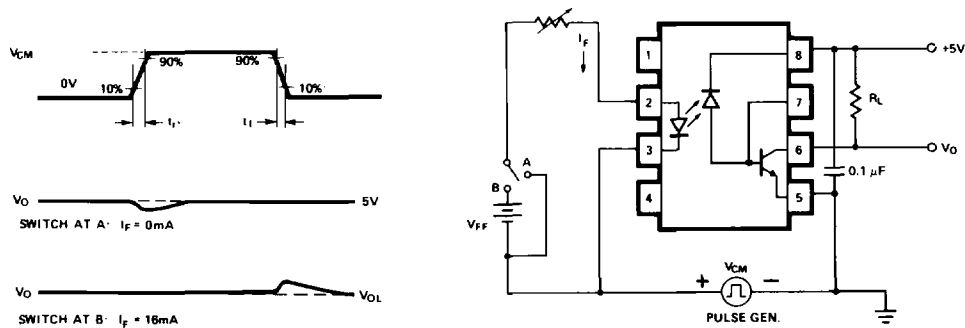 VCM
0V
10%
90%
90%
10%
tr
tf
VO
5V
SWITCH AT A· IF = 0mA
VO
VOL
SWITCH AT B· IF = 16mA
IF
1
2
3
4
8
7
6
5
+5V
RL
VO
0.1 μF
A
B
VFF
+
VCM
−
PULSE GEN.